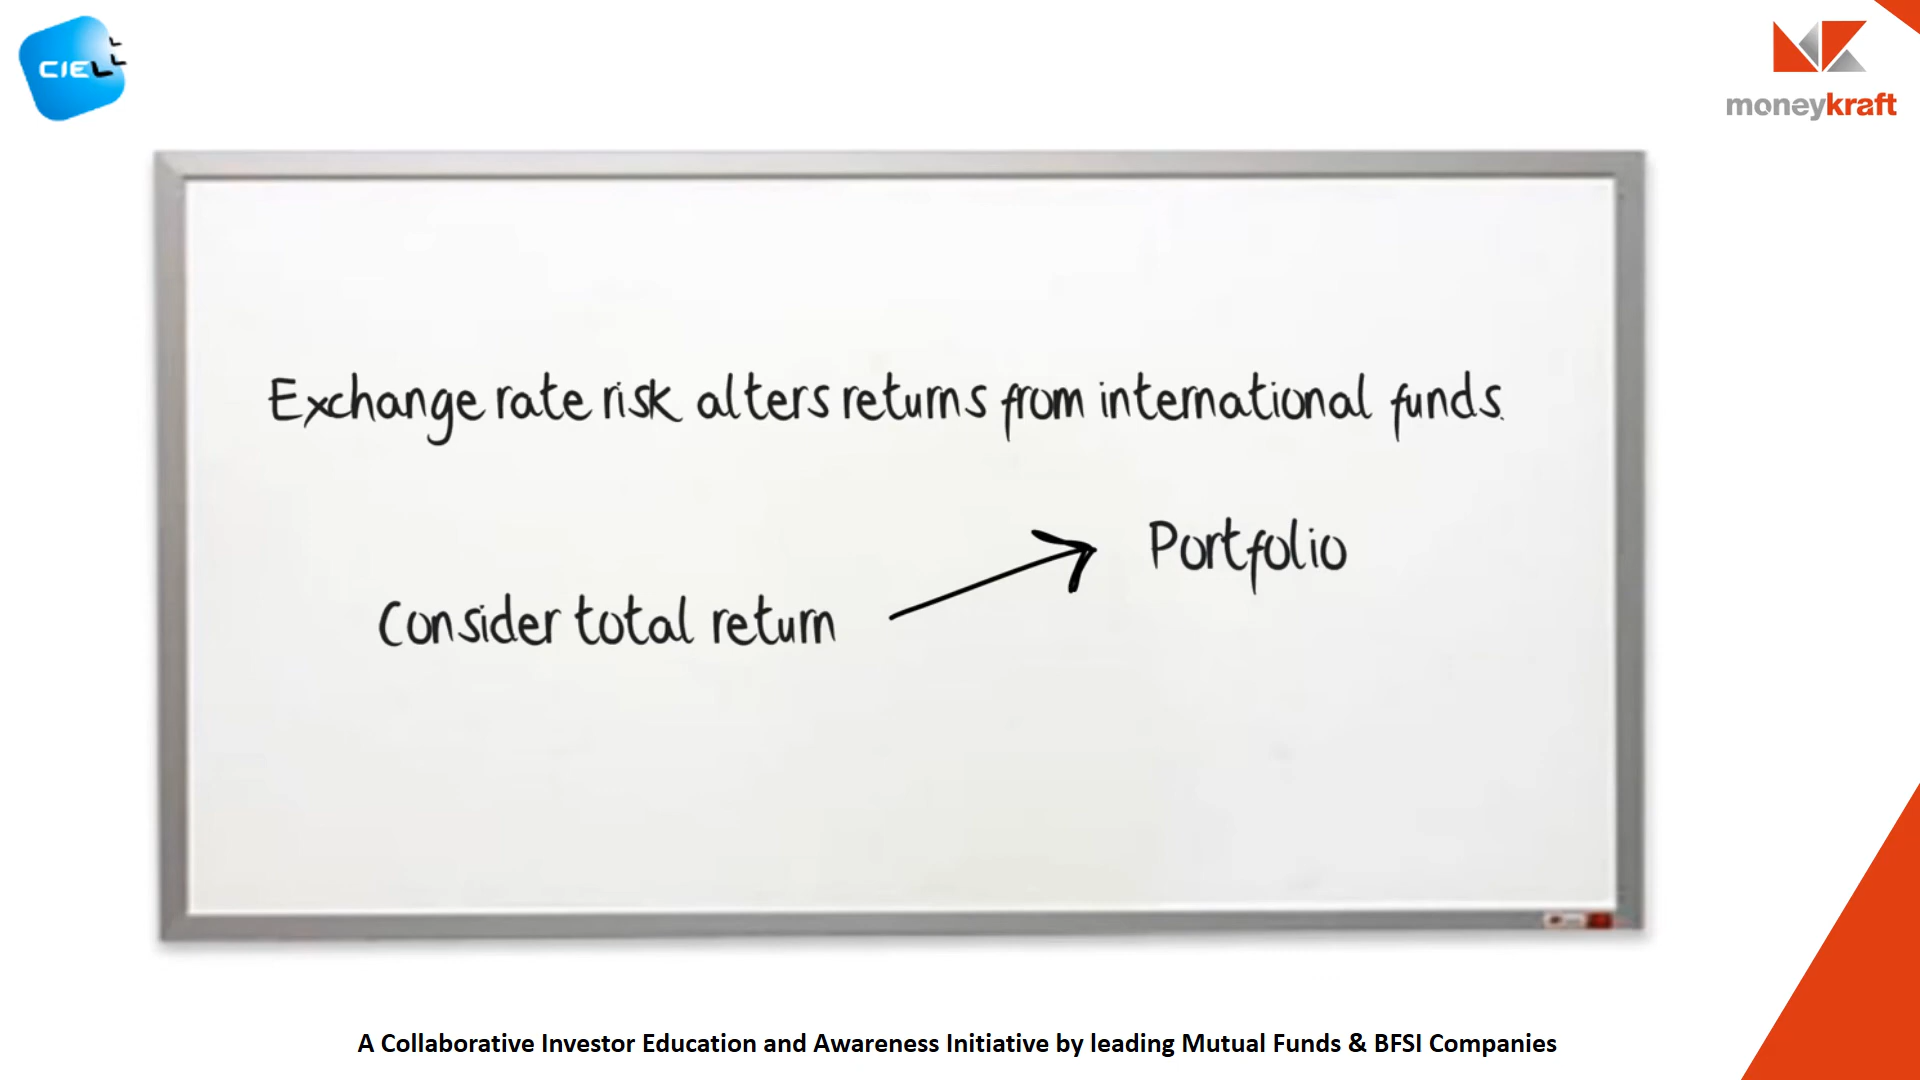 CIELL
moneykraft
Exchange rate risk alters returns from international funds.
Portfolio
Consider total return
A Collaborative Investor Education and Awareness Initiative by leading Mutual Funds & BFSI Companies